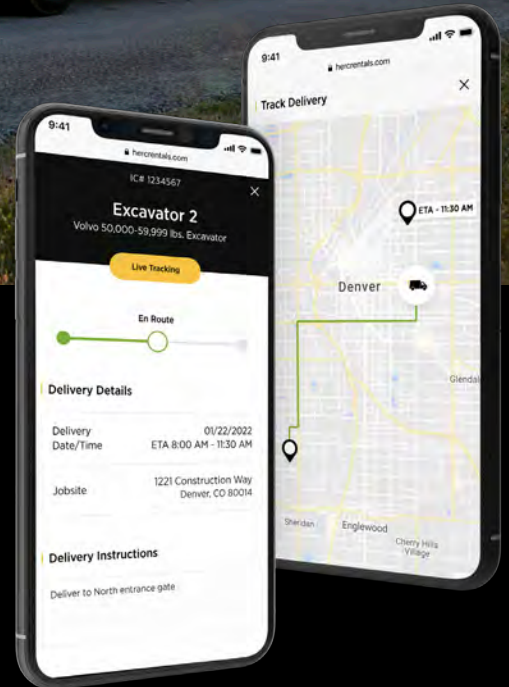 9:41
hercrentals.com
IC# 1234567
Excavator 2
Volvo 50,000-59,999 lbs. Excavator
Live Tracking
En Route
Delivery Details
Delivery
Date/Time
01/22/2022
ETA 8:00 AM - 11:30 AM
Jobsite
1221 Construction Way
Denver, CO 80014
Delivery Instructions
Deliver to North entrance gate
9:41
hercrentals.com
Track Delivery
ETA - 11:30 AM
Denver
Glendal
Sheridan
Englewood
Cherry Hills
Village